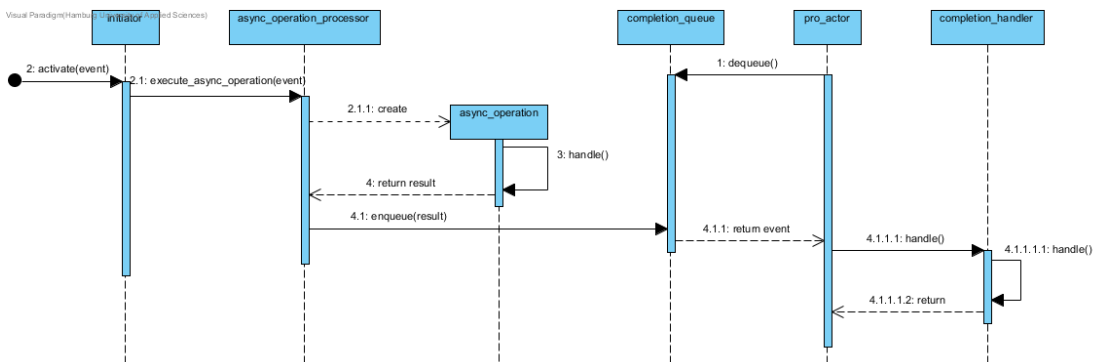 Visual Paradigm(Hamburg University of Applied Sciences)
initiator
async_operation_processor
completion_queue
pro_actor
completion_handler
2: activate(event)
1: dequeue()
2.1: execute_async_operation(event)
2.1.1: create
async_operation
3: handle()
4: return result
4.1: enqueue(result)
4.1.1: return event
4.1.1.1: handle()
4.1.1.1.1: handle()
4.1.1.1.2: return